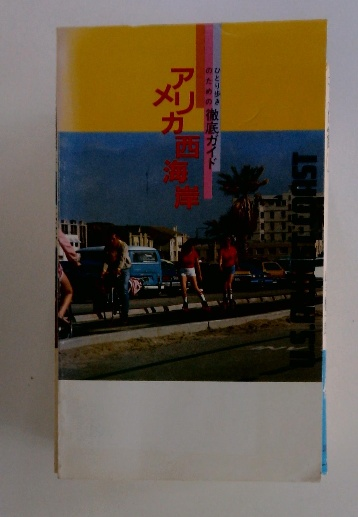 ひとり歩き
のための 徹底ガイド
アメリカ西海岸